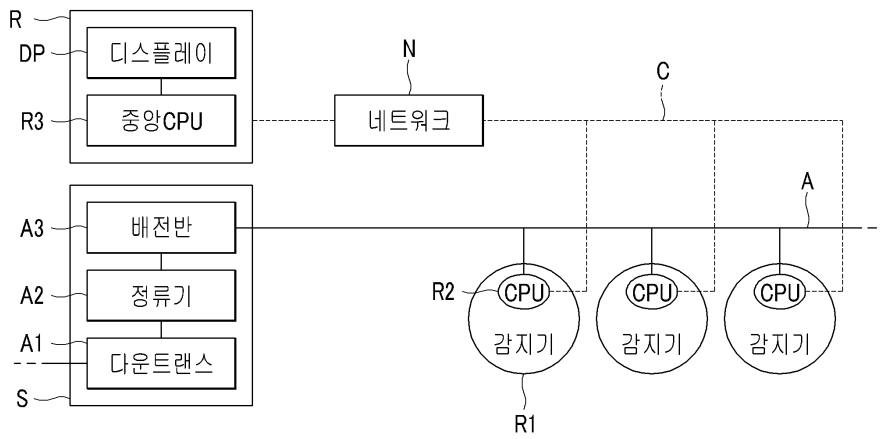 R
DP
디스플레이
R3
중앙CPU
N
네트워크
C
A
A3
배전반
A2
정류기
A1
다운트랜스
S
R2
CPU
CPU
CPU
감지기
감지기
감지기
R1